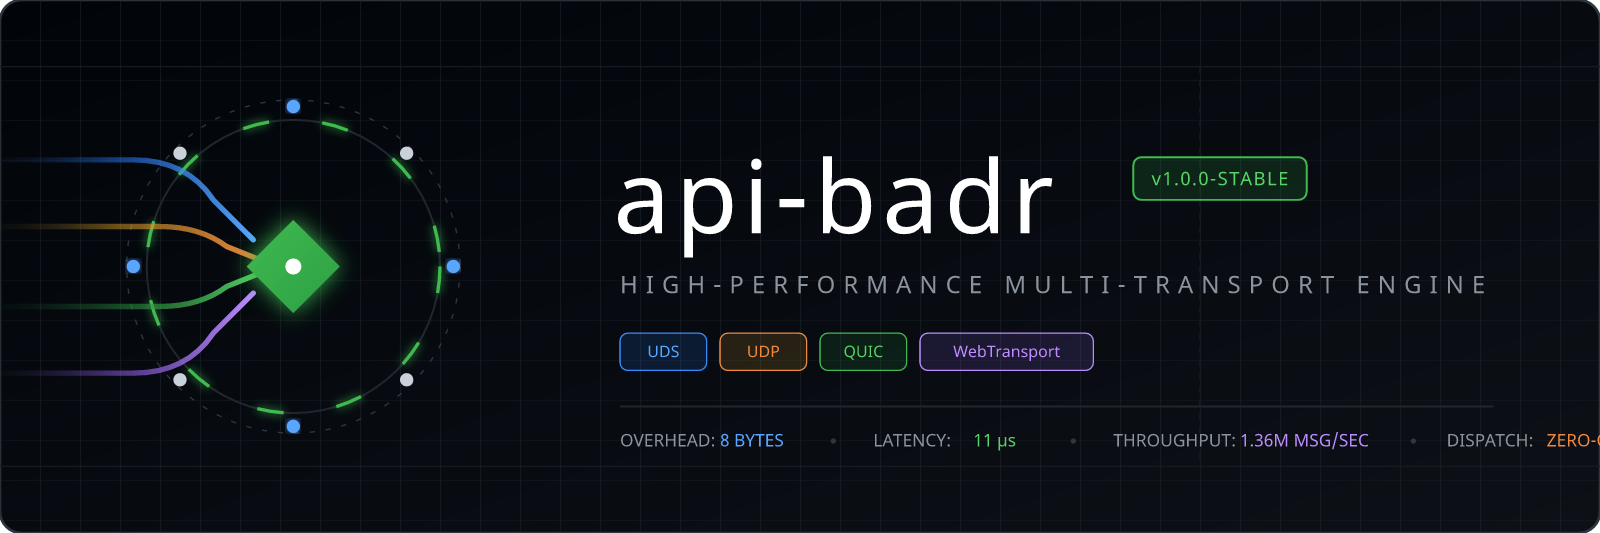 api-badr
v1.0.0-STABLE
HIGH-PERFORMANCE MULTI-TRANSPORT ENGINE
UDS UDP QUIC WebTransport
OVERHEAD: 8 BYTES • LATENCY: 11 µs • THROUGHPUT: 1.36M MSG/SEC • DISPATCH: